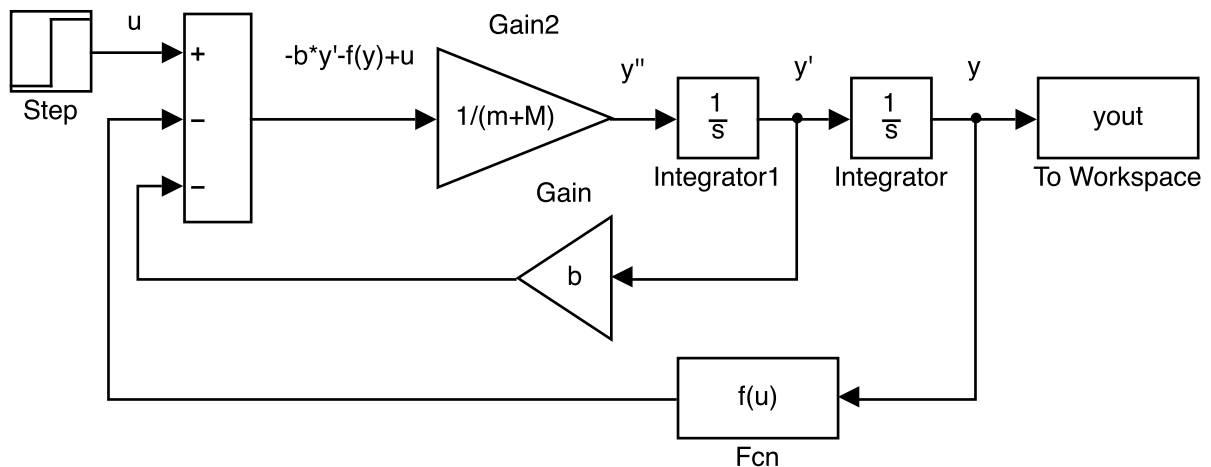 u
Step
+
−
−
-b*y'-f(y)+u
Gain2
1/(m+M)
y"
1
s
Integrator1
y'
1
s
Integrator
y
yout
To Workspace
Gain
b
f(u)
Fcn